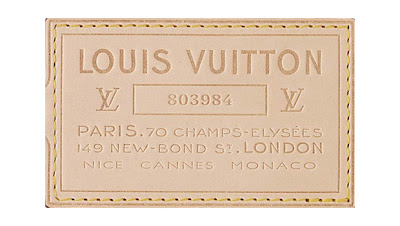 LOUIS VUITTON
LV 803984 LV
PARIS. 70 CHAMPS-ELYSÉES
149 NEW-BOND ST. LONDON
NICE CANNES MONACO